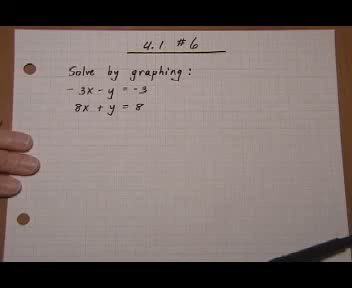 4.1 #6
Solve by graphing:
-3x - y = -3
8x + y = 8